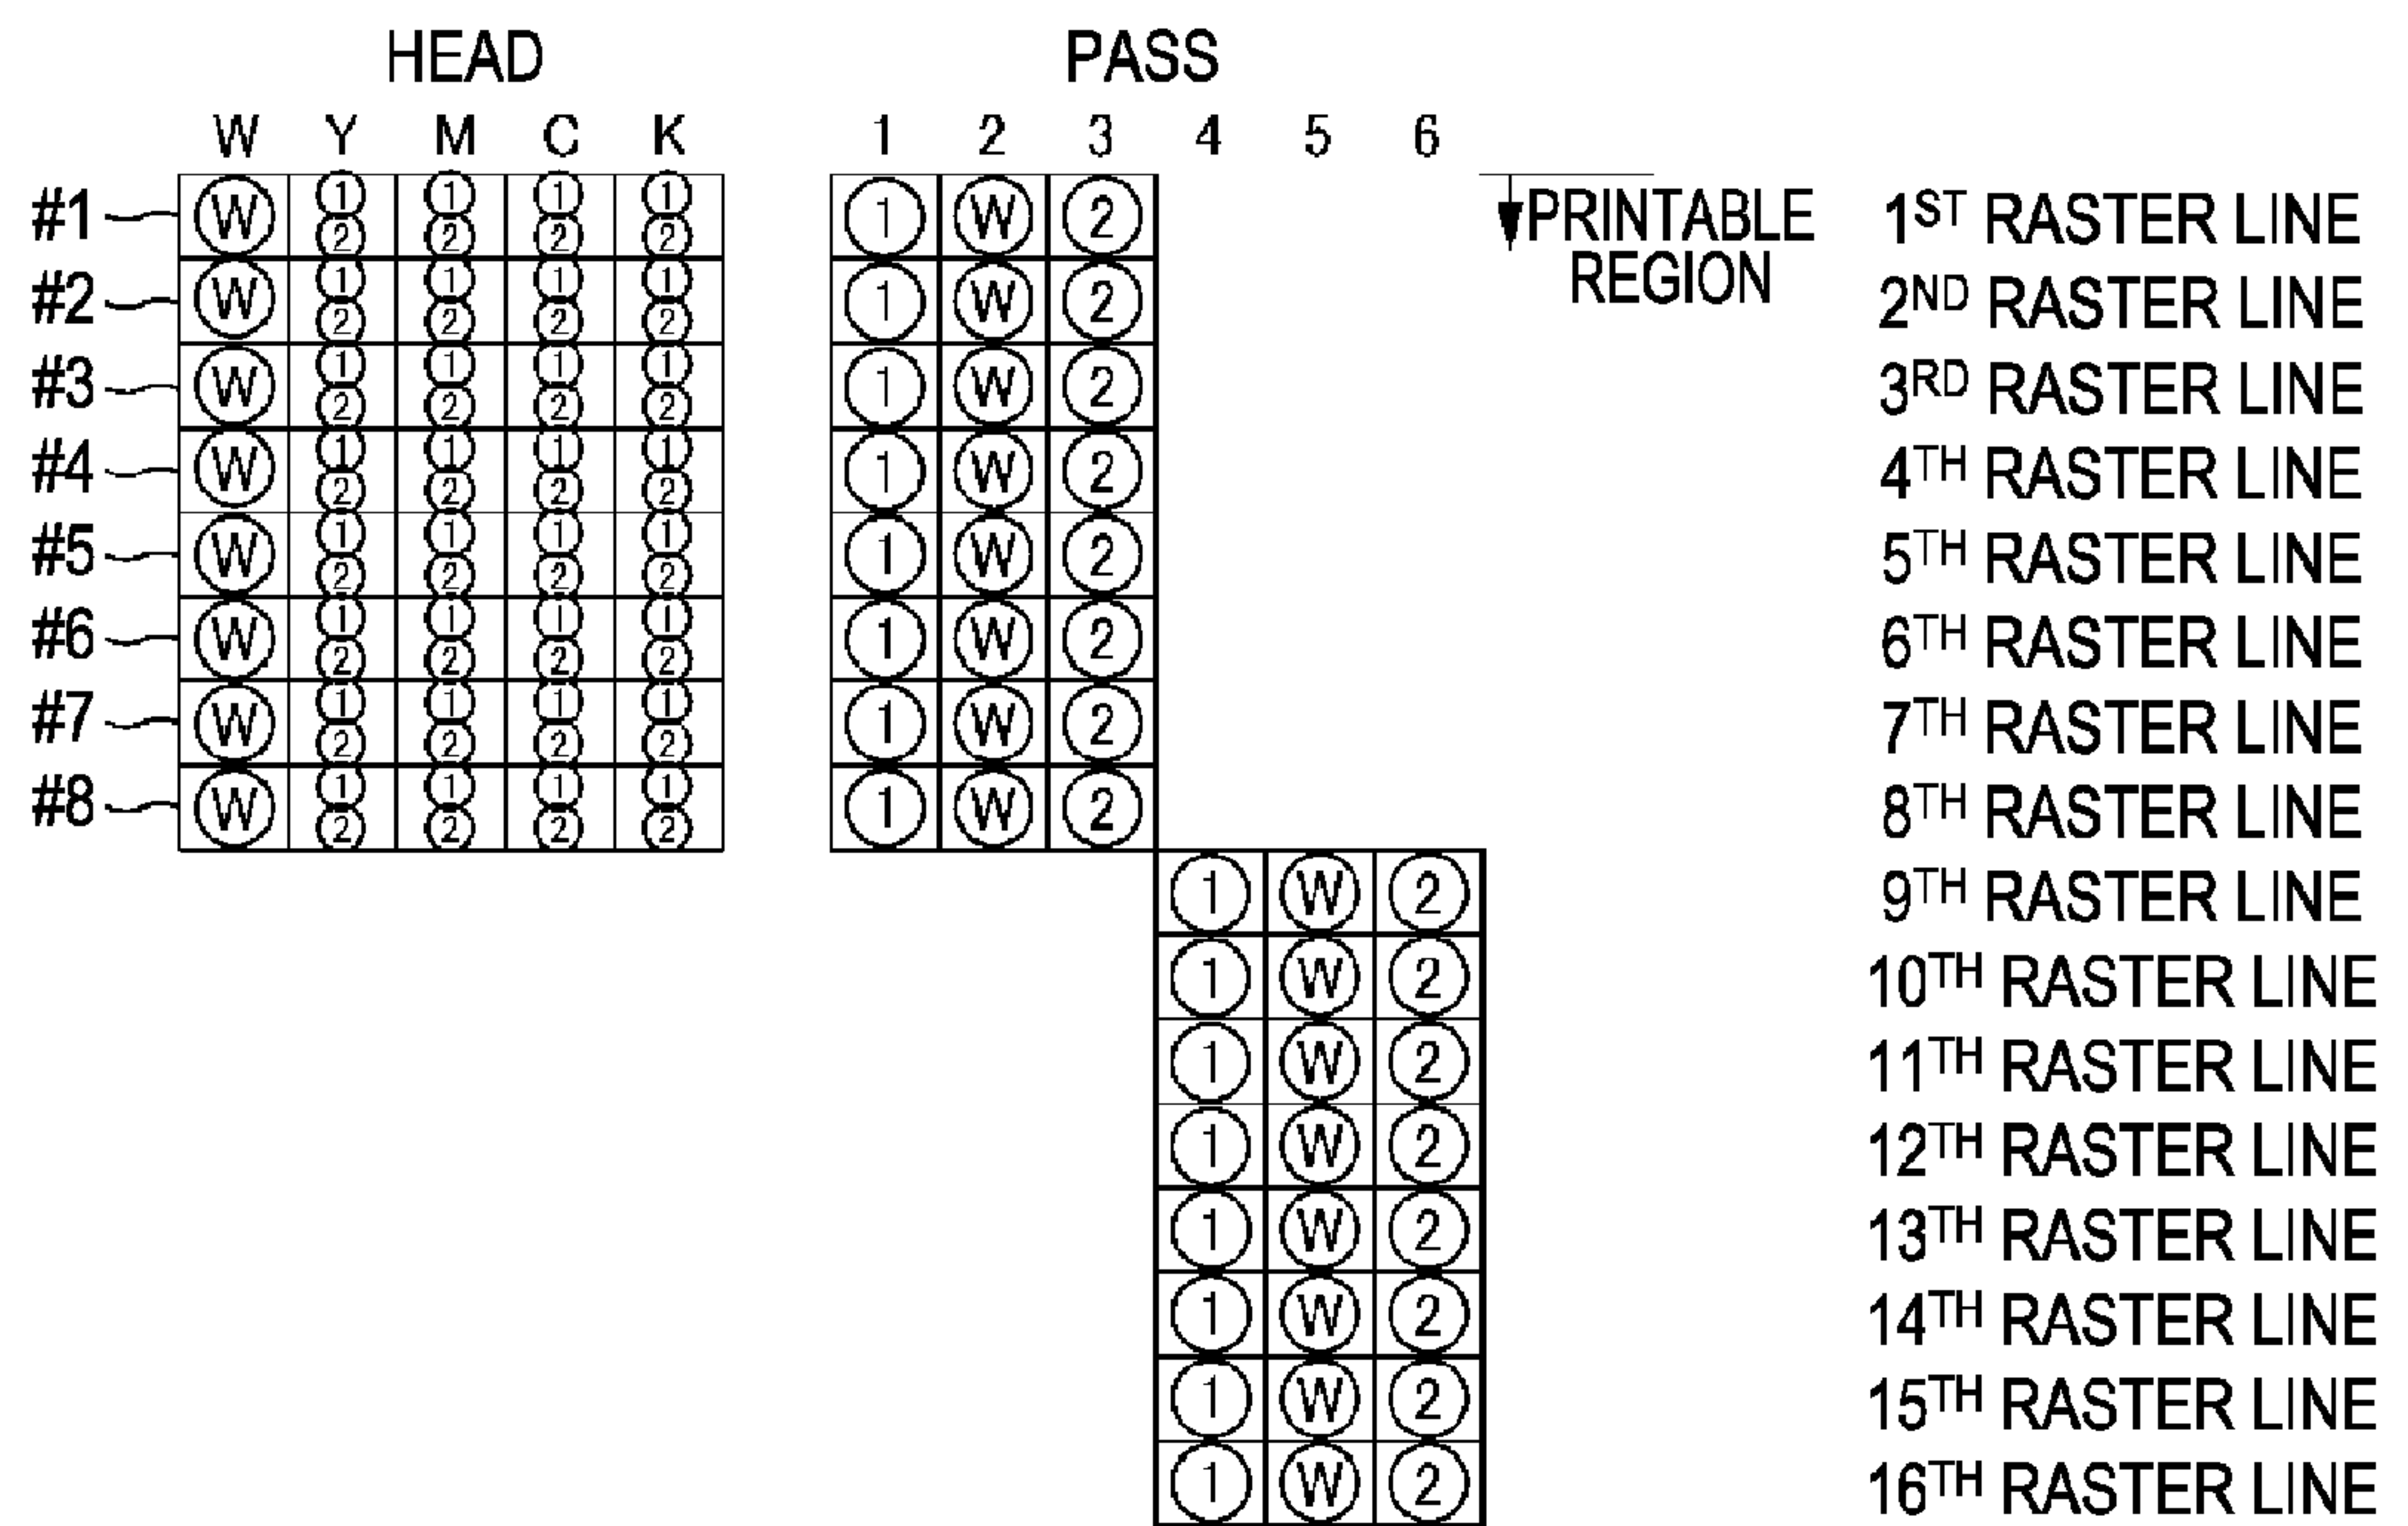 HEAD PASS
W Y M C K 1 2 3 4 5 6
#1 W 1 2 1 2 1 2 1 2 1 W 2 PRINTABLE REGION 1ST RASTER LINE
#2 W 1 2 1 2 1 2 1 2 1 W 2 2ND RASTER LINE
#3 W 1 2 1 2 1 2 1 2 1 W 2 3RD RASTER LINE
#4 W 1 2 1 2 1 2 1 2 1 W 2 4TH RASTER LINE
#5 W 1 2 1 2 1 2 1 2 1 W 2 5TH RASTER LINE
#6 W 1 2 1 2 1 2 1 2 1 W 2 6TH RASTER LINE
#7 W 1 2 1 2 1 2 1 2 1 W 2 7TH RASTER LINE
#8 W 1 2 1 2 1 2 1 2 1 W 2 8TH RASTER LINE
1 W 2 9TH RASTER LINE
1 W 2 10TH RASTER LINE
1 W 2 11TH RASTER LINE
1 W 2 12TH RASTER LINE
1 W 2 13TH RASTER LINE
1 W 2 14TH RASTER LINE
1 W 2 15TH RASTER LINE
1 W 2 16TH RASTER LINE